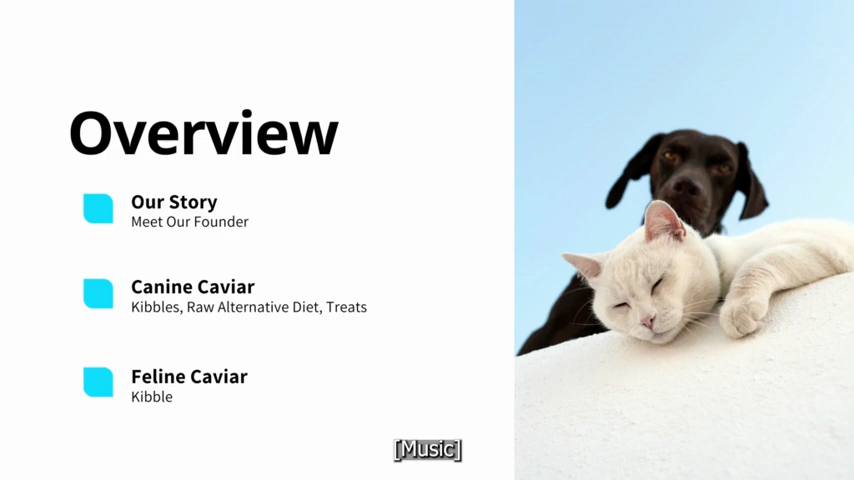 Overview
Our Story
Meet Our Founder
Canine Caviar
Kibbles, Raw Alternative Diet, Treats
Feline Caviar
Kibble
[Music]